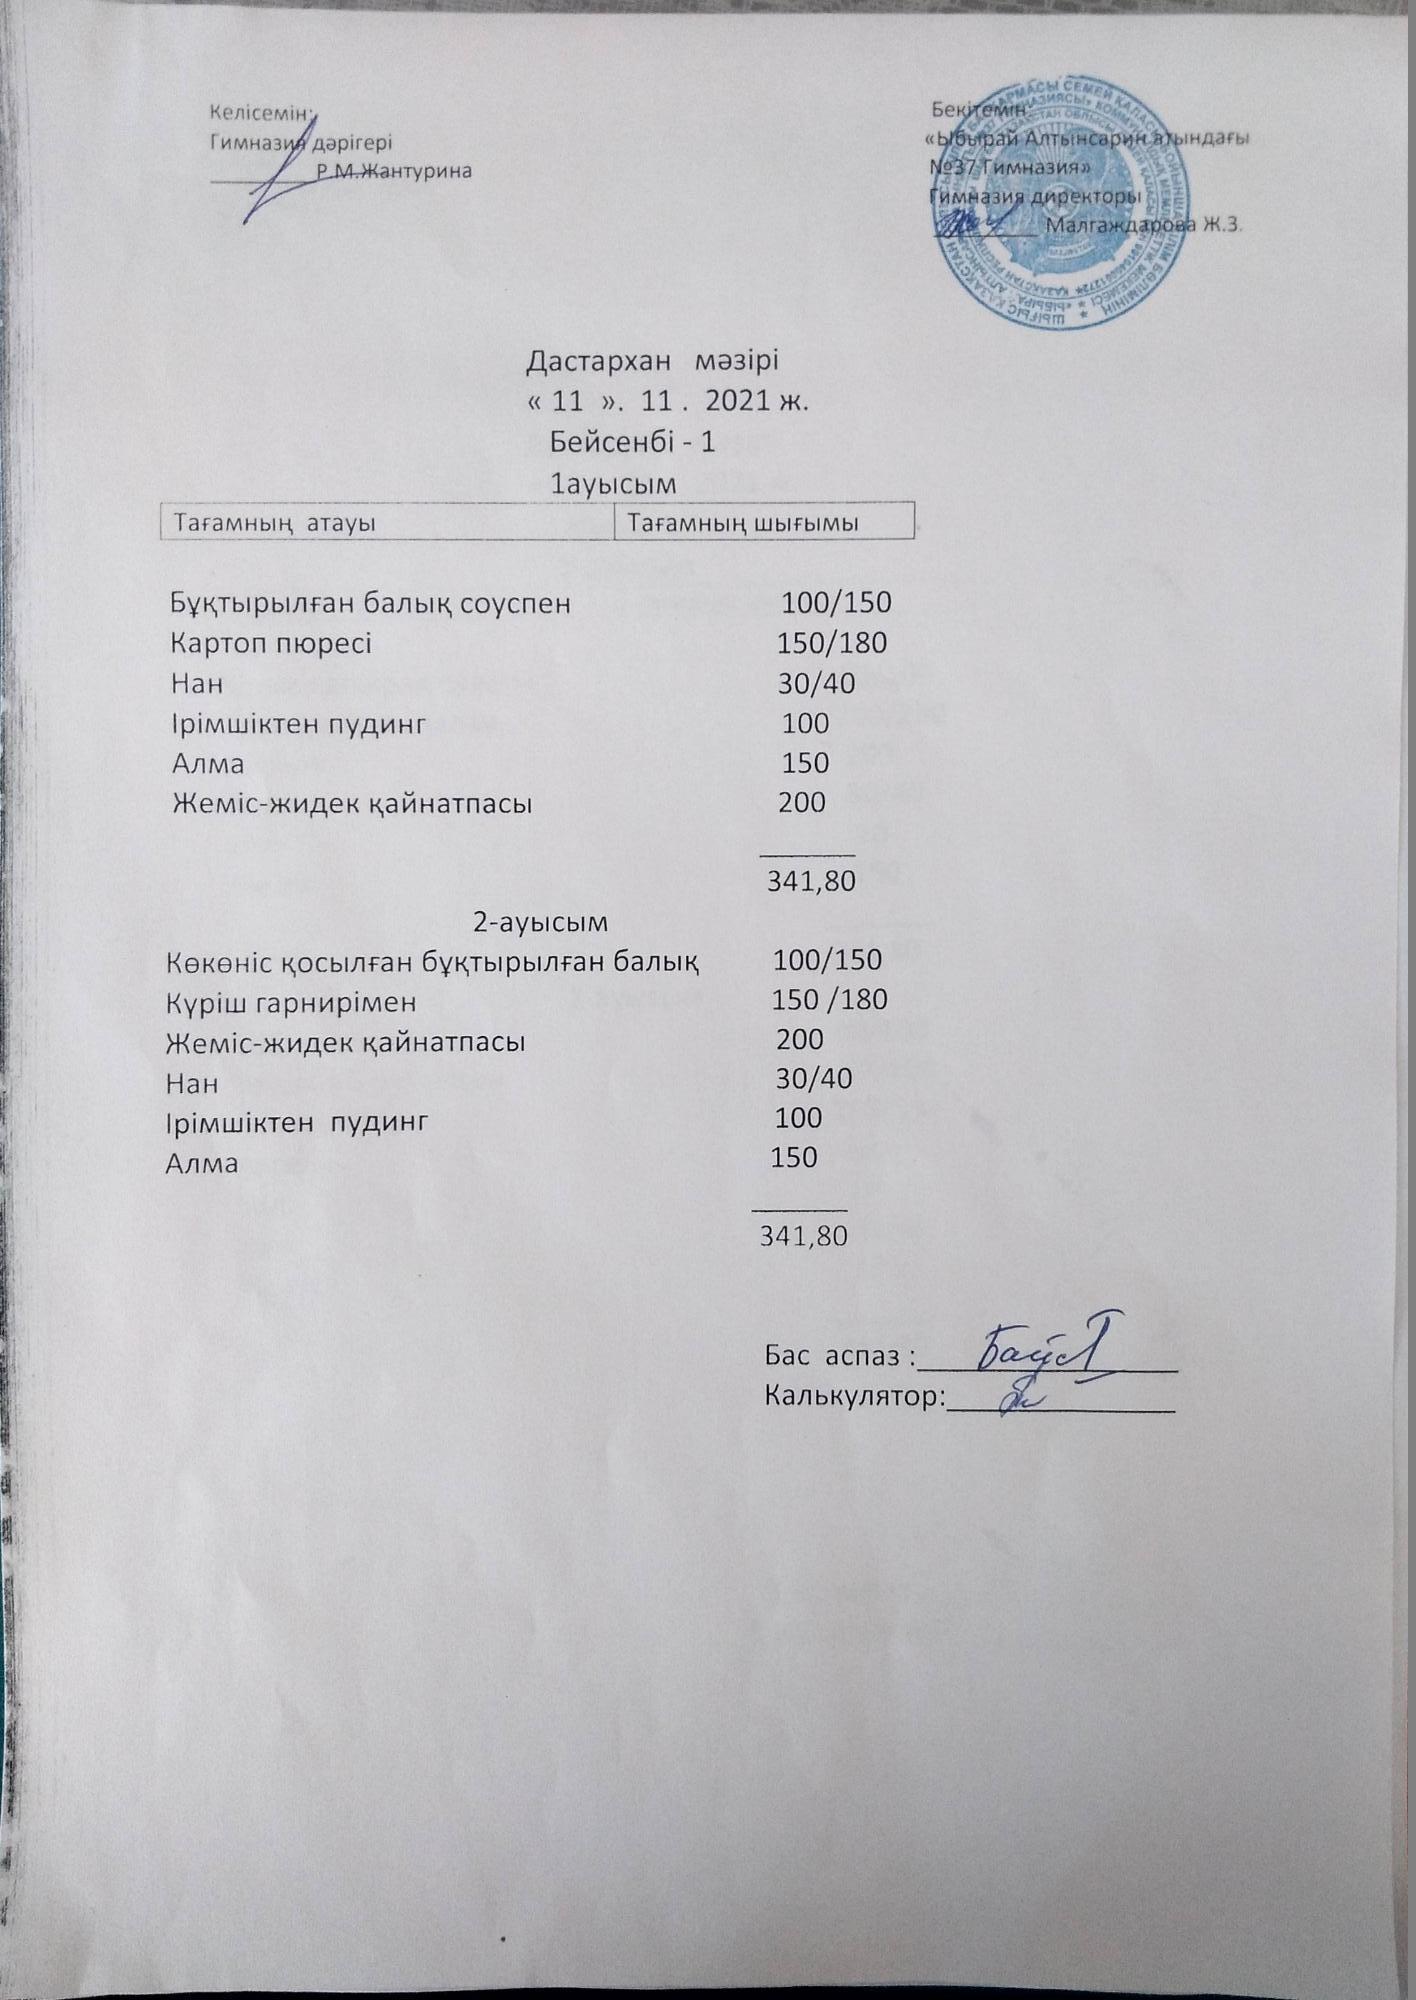 Келісемін:
Гимназия дәрігері
Р.М.Жантурина
Бекітемін
«Ыбырай Алтынсарин атындағы
№37 Гимназия»
Гимназия директоры
Малгаждарова Ж.З.
Дастархан мәзірі
« 11 ». 11 . 2021 ж.
Бейсенбі - 1
1ауысым
Тағамның атауы Тағамның шығымы
Бұқтырылған балық соуспен 100/150
Картоп пюресі 150/180
Нан 30/40
Ірімшіктен пудинг 100
Алма 150
Жеміс-жидек қайнатпасы 200
341,80
2-ауысым
Көкөніс қосылған бұқтырылған балық 100/150
Күріш гарнирімен 150 /180
Жеміс-жидек қайнатпасы 200
Нан 30/40
Ірімшіктен пудинг 100
Алма 150
341,80
Бас аспаз :
Калькулятор: